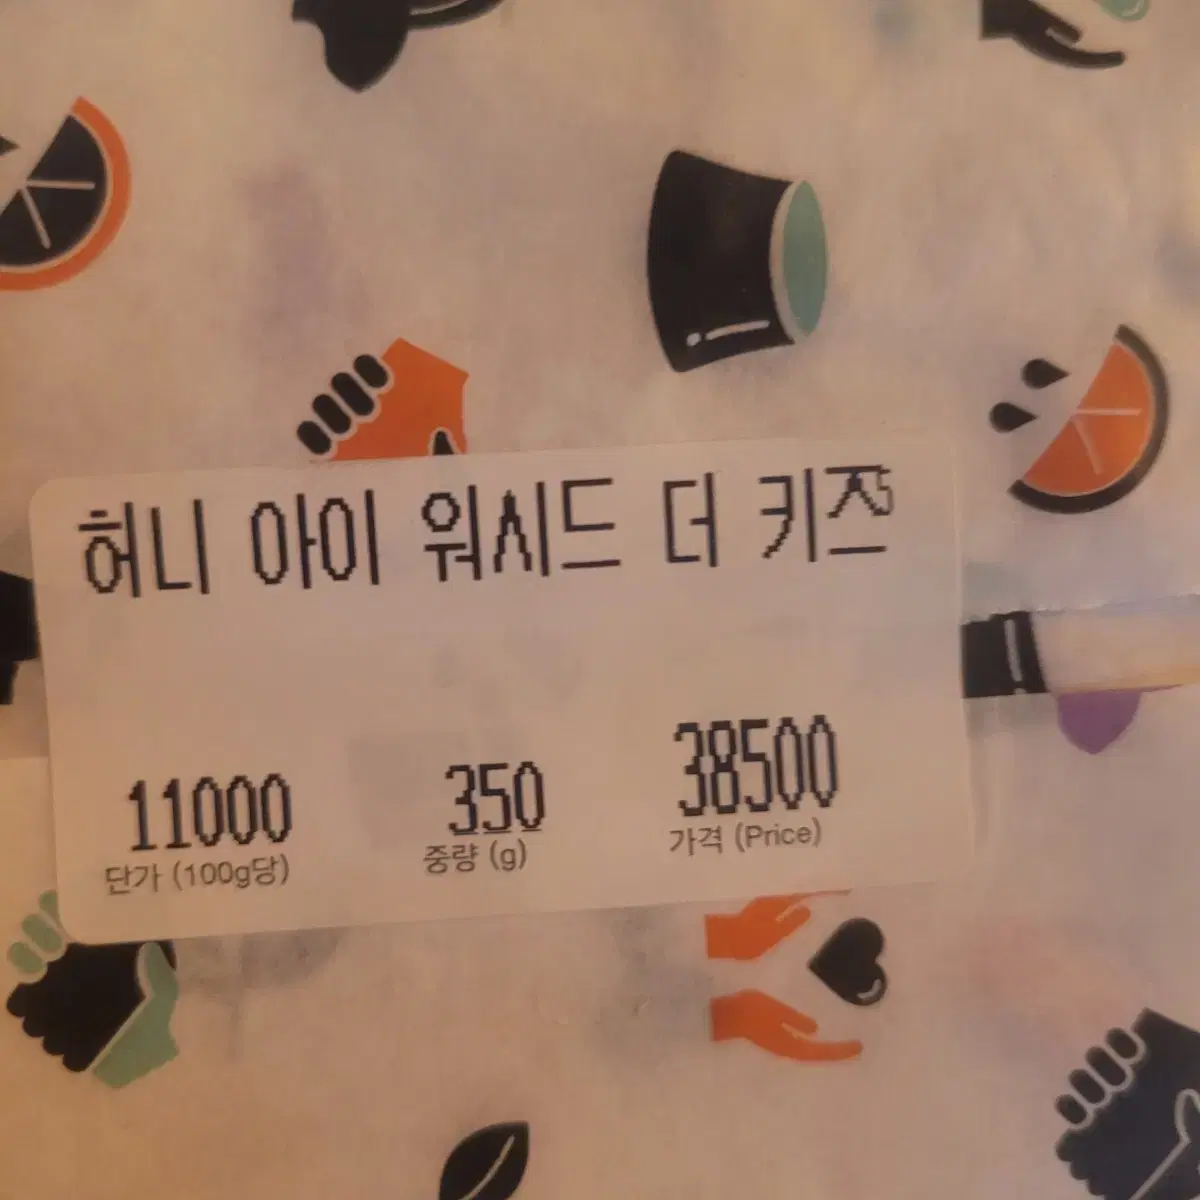 허니 아이 워시드 더 키즈
11000 350 38500
단가 (100g당) 중량 (g) 가격 (Price)